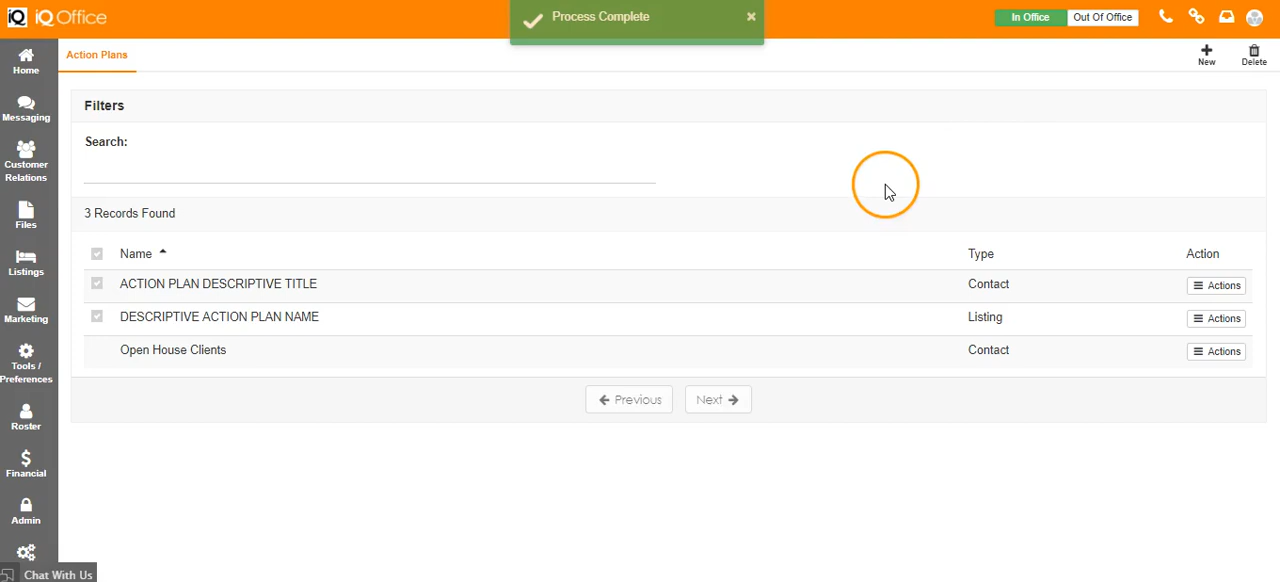 iQ iQ Office
Process Complete ×
In Office Out Of Office
Home
Messaging
Customer
Relations
Files
Listings
Marketing
Tools /
Preferences
Roster
$
Financial
Admin
Chat With Us
Action Plans
New
Delete
Filters
Search:
3 Records Found
Name Type Action
ACTION PLAN DESCRIPTIVE TITLE Contact Actions
DESCRIPTIVE ACTION PLAN NAME Listing Actions
Open House Clients Contact Actions
Previous Next